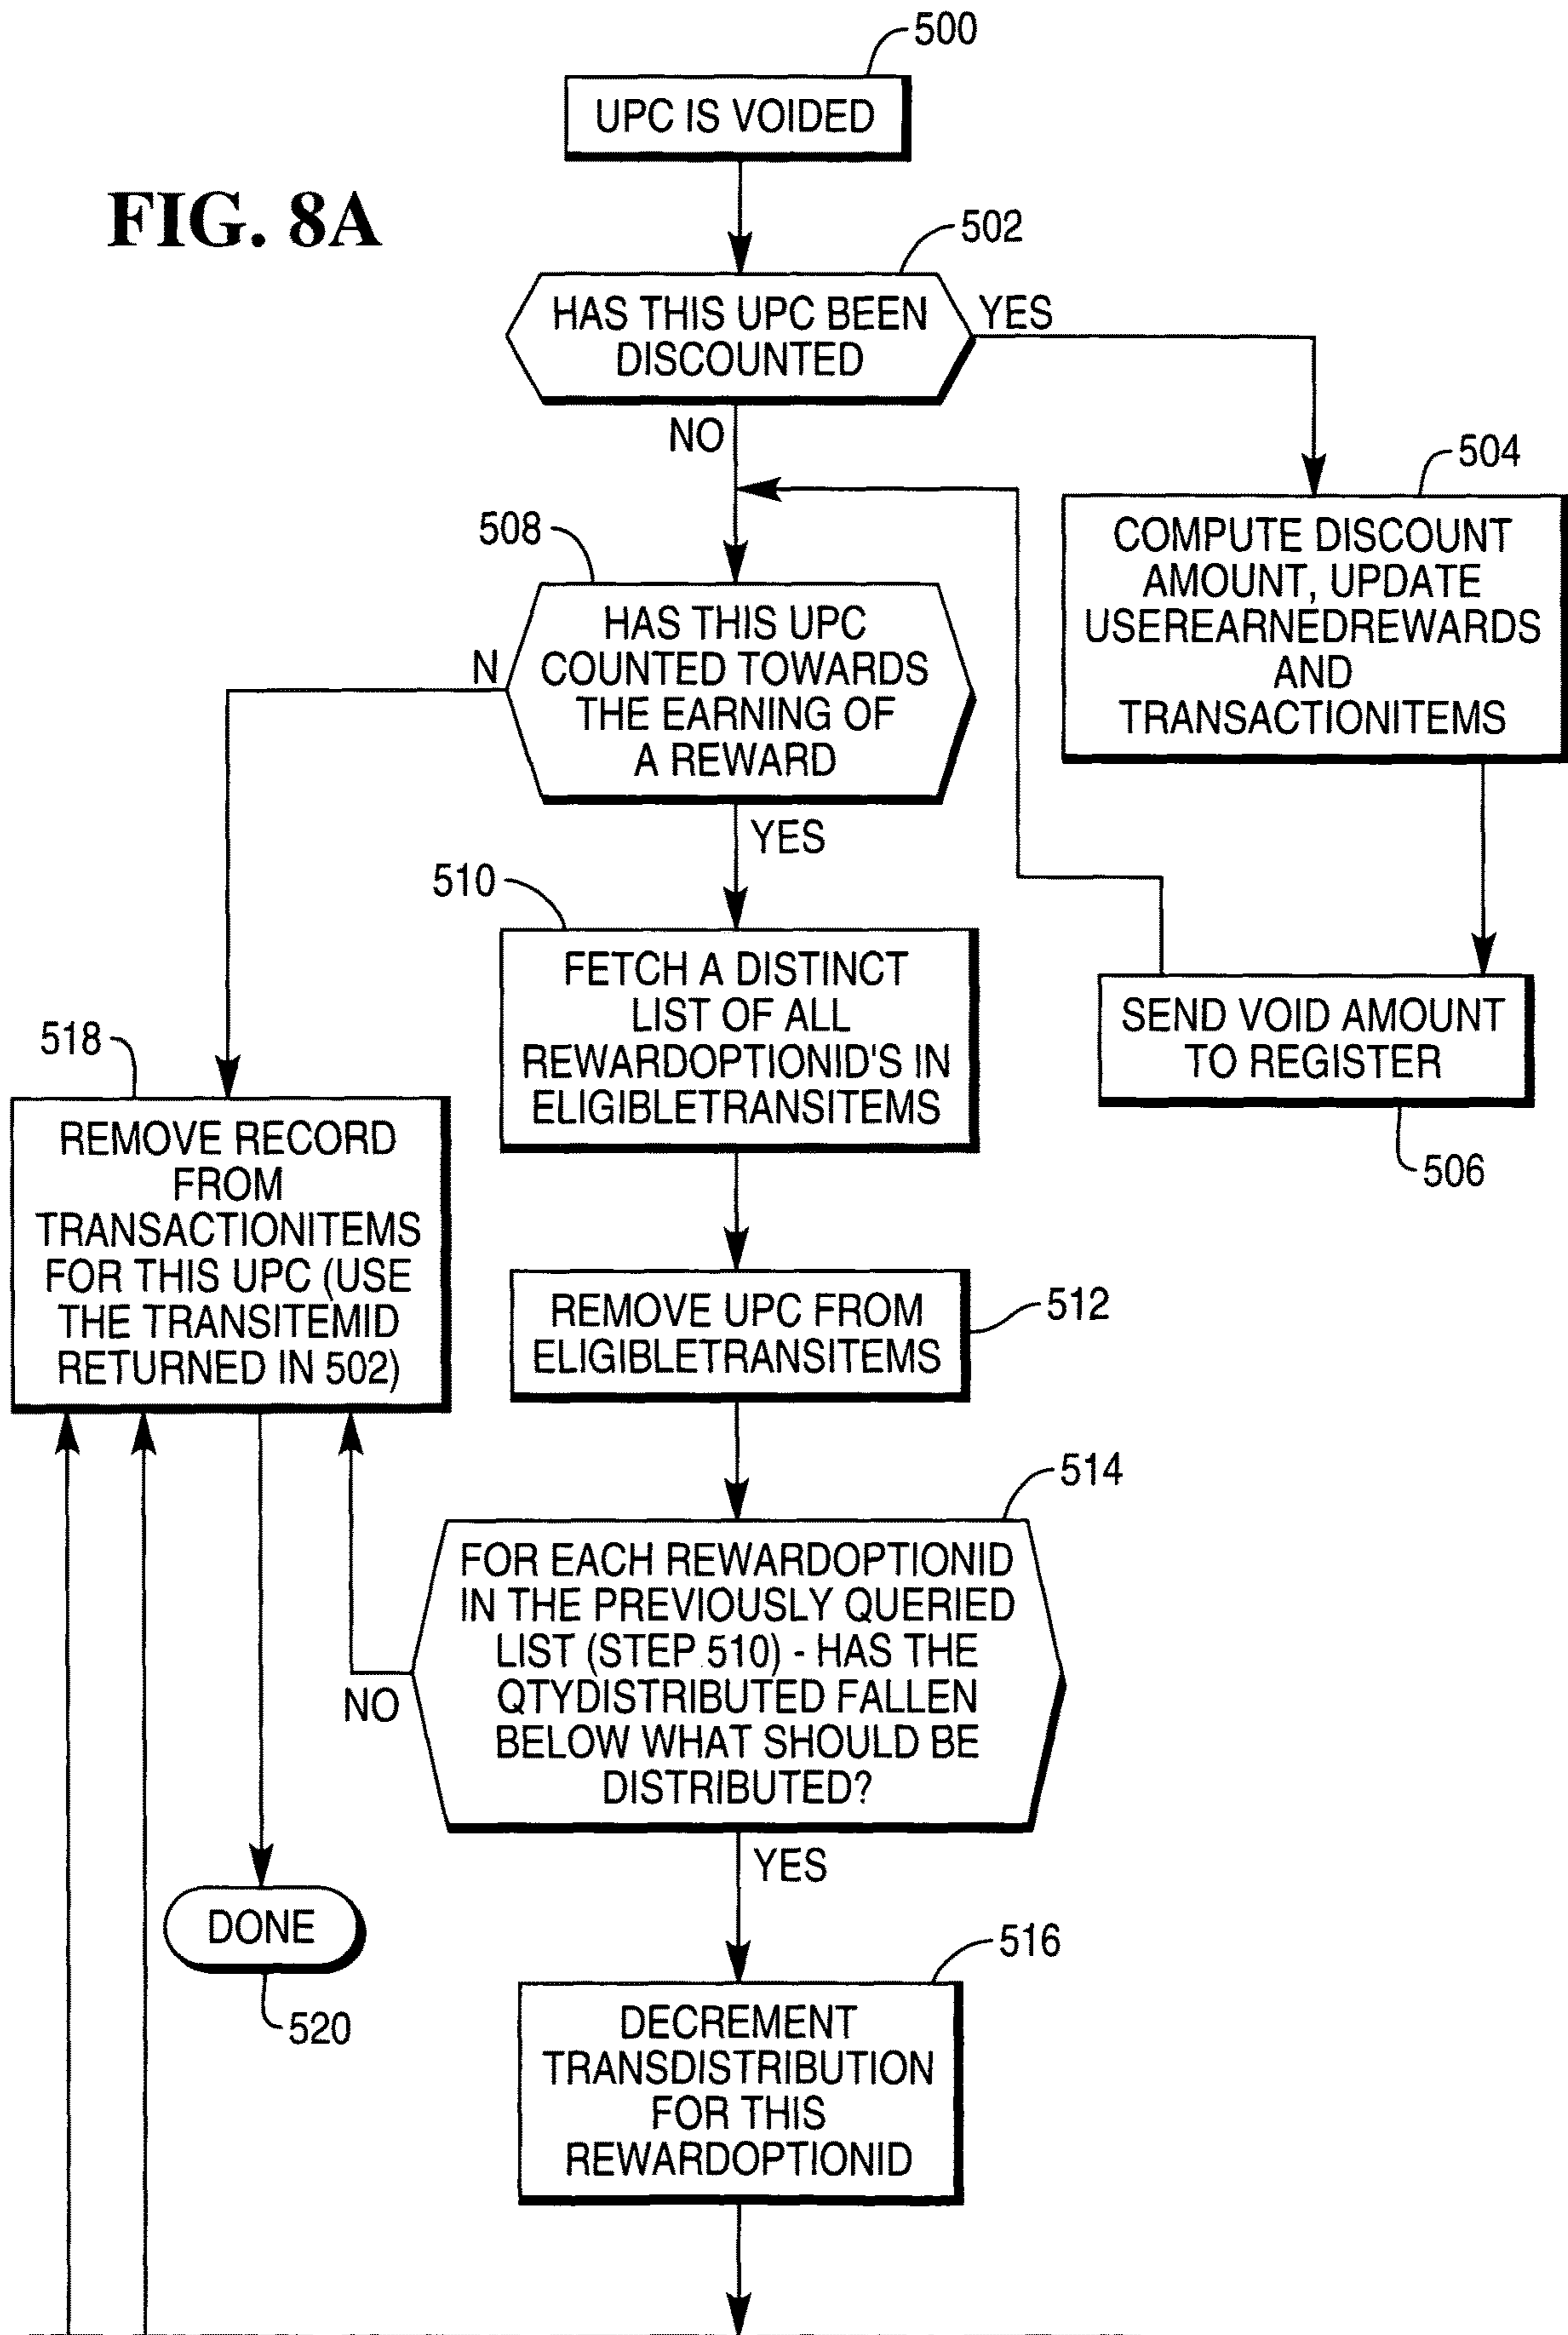 500
UPC IS VOIDED
FIG. 8A
502
HAS THIS UPC BEEN
DISCOUNTED
YES
NO
504
COMPUTE DISCOUNT
AMOUNT, UPDATE
USEREARNEDREWARDS
AND
TRANSACTIONITEMS
508
HAS THIS UPC
COUNTED TOWARDS
THE EARNING OF
A REWARD
N
YES
510
FETCH A DISTINCT
LIST OF ALL
REWARDOPTIONID'S IN
ELIGIBLETRANSITEMS
SEND VOID AMOUNT
TO REGISTER
506
518
REMOVE RECORD
FROM
TRANSACTIONITEMS
FOR THIS UPC (USE
THE TRANSITEMID
RETURNED IN 502)
REMOVE UPC FROM
ELIGIBLETRANSITEMS
512
514
FOR EACH REWARDOPTIONID
IN THE PREVIOUSLY QUERIED
LIST (STEP 510) - HAS THE
QTYDISTRIBUTED FALLEN
BELOW WHAT SHOULD BE
DISTRIBUTED?
NO
YES
DONE
520
516
DECREMENT
TRANSDISTRIBUTION
FOR THIS
REWARDOPTIONID